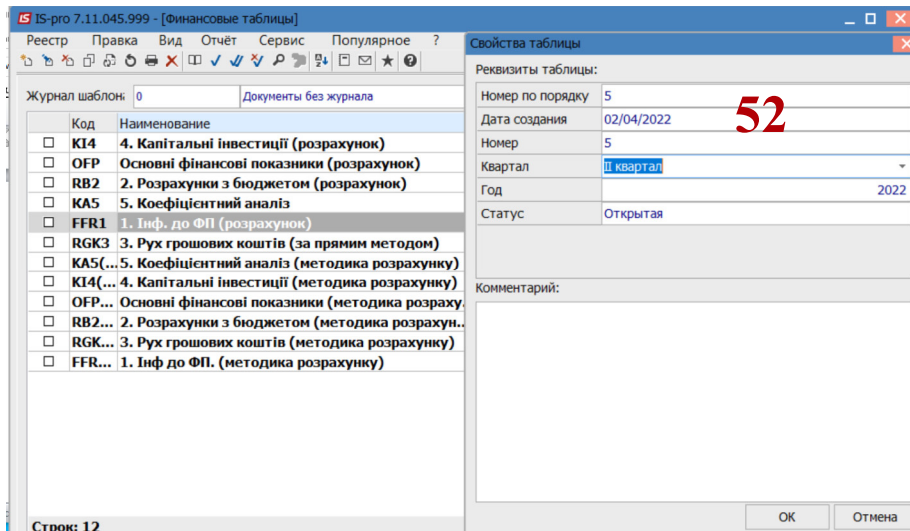 IS-pro 7.11.045.999 - [Финансовые таблицы]
Реестр Правка Вид Отчёт Сервис Популярное ?
Журнал шаблон: 0 Документы без журнала
Код Наименование
KI4 4. Капітальні інвестиції (розрахунок)
OFP Основні фінансові показники (розрахунок)
RB2 2. Розрахунки з бюджетом (розрахунок)
KA5 5. Коефіцієнтний аналіз
FFR1 1. Інф. до ФП (розрахунок)
RGK3 3. Рух грошових коштів (за прямим методом)
KA5(... 5. Коефіцієнтний аналіз (методика розрахунку)
KI4(... 4. Капітальні інвестиції (методика розрахунку)
OFP... Основні фінансові показники (методика розраху.
RB2... 2. Розрахунки з бюджетом (методика розрахун..
RGK... 3. Рух грошових коштів (методика розрахунку)
FFR... 1. Інф до ФП. (методика розрахунку)
Строк: 12
Свойства таблицы
Реквизиты таблицы:
Номер по порядку 5
52
Дата создания 02/04/2022
Номер 5
Квартал II квартал
Год 2022
Статус Открытая
Комментарий:
OK Отмена